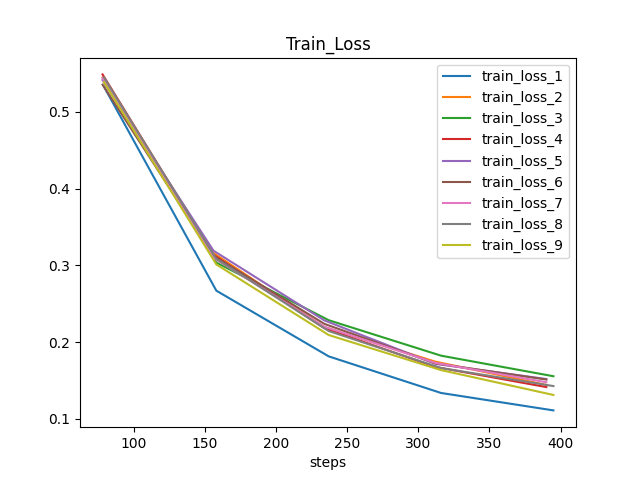 Train_Loss
train_loss_1
train_loss_2
train_loss_3
train_loss_4
train_loss_5
train_loss_6
train_loss_7
train_loss_8
train_loss_9
0.5
0.4
0.3
0.2
0.1
100 150 200 250 300 350 400
steps